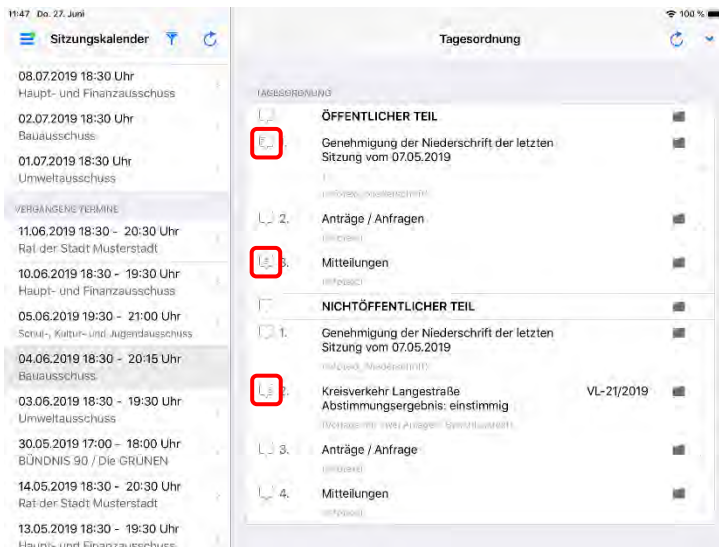 11:47 Do. 27. Juni
100 %
Sitzungskalender
08.07.2019 18:30 Uhr
Haupt- und Finanzausschuss
02.07.2019 18:30 Uhr
Bauausschuss
01.07.2019 18:30 Uhr
Umweltausschuss
VERGANGENE TERMINE
11.06.2019 18:30 - 20:30 Uhr
Rat der Stadt Musterstadt
10.06.2019 18:30 - 19:30 Uhr
Haupt- und Finanzausschuss
05.06.2019 19:30 - 21:00 Uhr
Schul-, Kultur- und Jugendausschuss
04.06.2019 18:30 - 20:15 Uhr
Bauausschuss
03.06.2019 18:30 - 19:30 Uhr
Umweltausschuss
30.05.2019 17:00 - 18:00 Uhr
BÜNDNIS 90 / Die GRÜNEN
14.05.2019 18:30 - 20:30 Uhr
Rat der Stadt Musterstadt
13.05.2019 18:30 - 19:30 Uhr
Haupt- und Finanzausschuss
Tagesordnung
TAGESORDNUNG
ÖFFENTLICHER TEIL
Genehmigung der Niederschrift der letzten
Sitzung vom 07.05.2019
2. Anträge / Anfragen
3. Mitteilungen
NICHTÖFFENTLICHER TEIL
1. Genehmigung der Niederschrift der letzten
Sitzung vom 07.05.2019
2. Kreisverkehr Langestraße VL-21/2019
Abstimmungsergebnis: einstimmig
3. Anträge / Anfrage
4. Mitteilungen